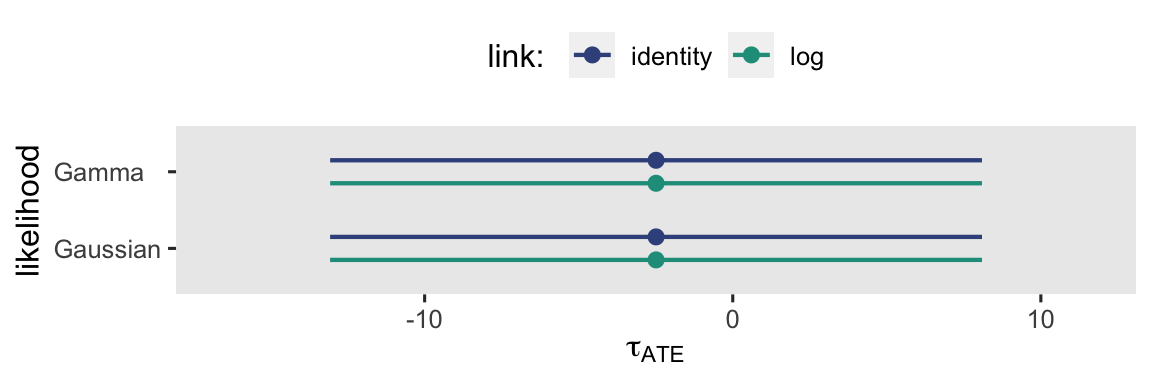 link: identity log
likelihood
Gamma
Gaussian
-10 0 10
τATE